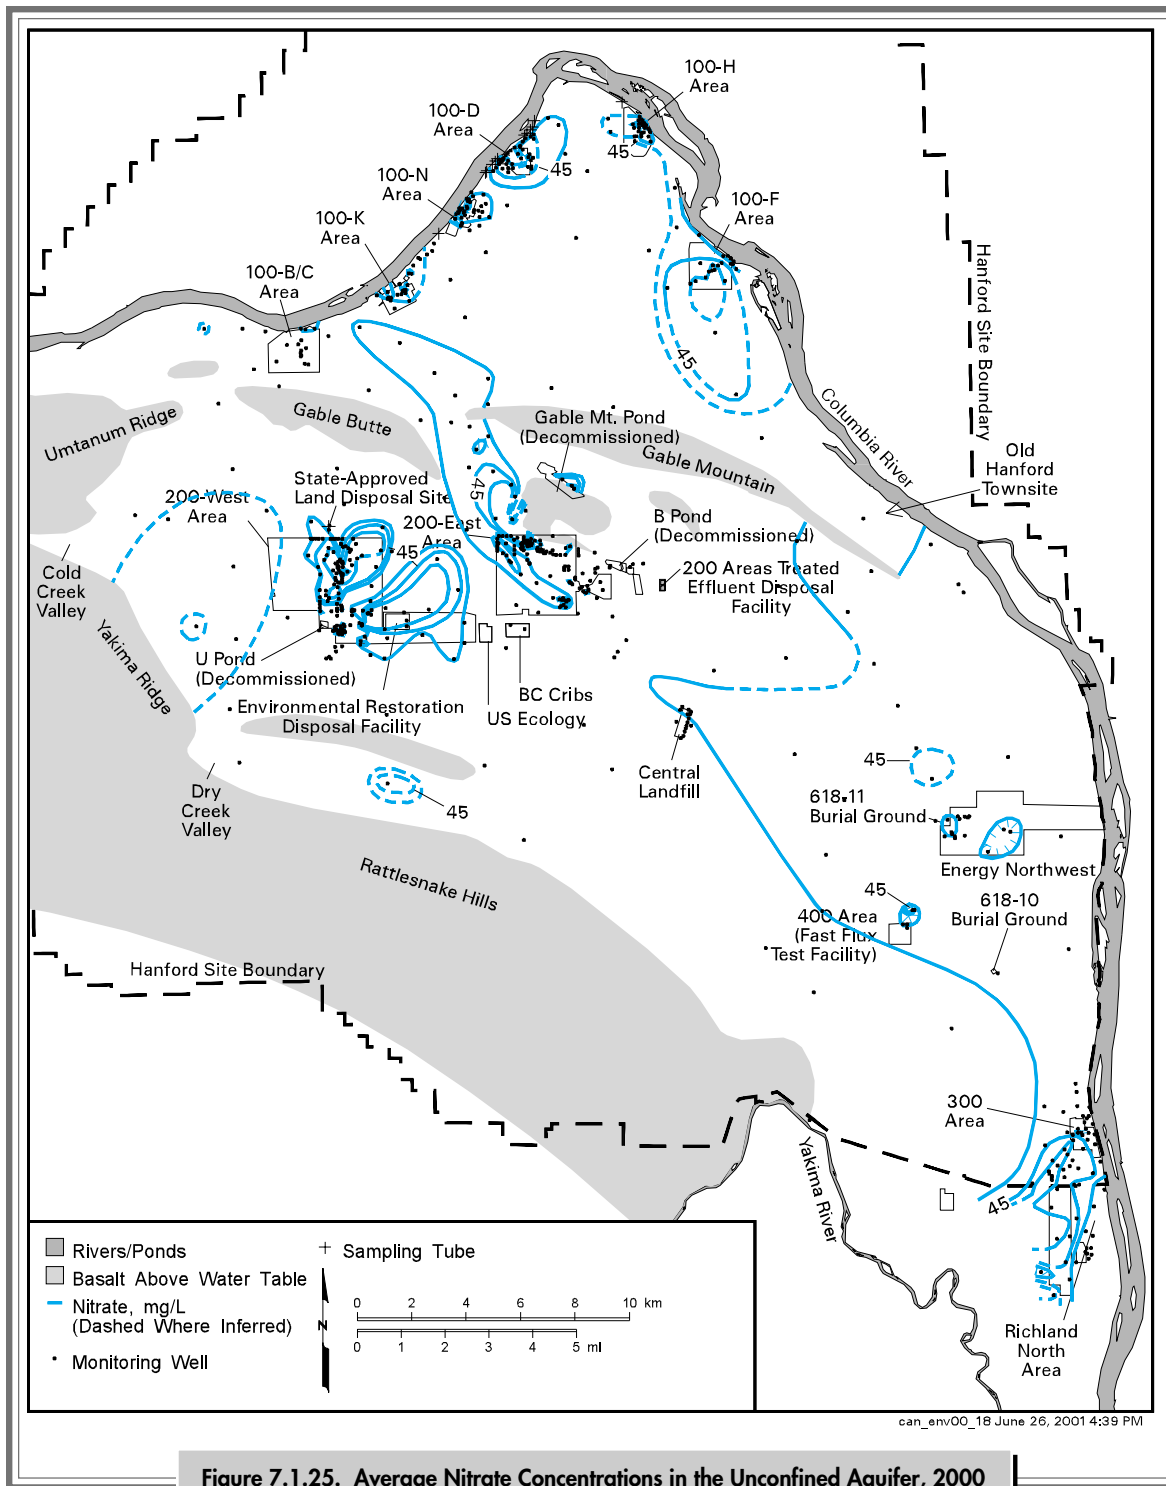 100-H
Area
100-D
Area
45
45
100-N
Area
100-F
Area
100-K
Area
100-B/C
Area
Hanford Site Boundary
45
Columbia River
Umtanum Ridge
Gable Butte
Gable Mt. Pond
(Decommissioned)
Gable Mountain
Old
Hanford
Townsite
State-Approved
Land Disposal Site
200-West
Area
45
200-East
Area
B Pond
(Decommissioned)
45
200 Areas Treated
Effluent Disposal
Facility
Cold
Creek
Valley
Yakima Ridge
U Pond
(Decommissioned)
BC Cribs
US Ecology
Environmental Restoration
Disposal Facility
Central
Landfill
45
Dry
Creek
Valley
45
618-11
Burial Ground
Energy Northwest
Rattlesnake Hills
45
618-10
Burial Ground
400 Area
(Fast Flux
Test Facility)
Hanford Site Boundary
300
Area
Yakima River
45
Richland
North
Area
Rivers/Ponds
Basalt Above Water Table
Nitrate, mg/L
(Dashed Where Inferred)
Monitoring Well
Sampling Tube
N
0 2 4 6 8 10 km
0 1 2 3 4 5 mi
can_env00_18 June 26, 2001 4:39 PM
Figure 7.1.25. Average Nitrate Concentrations in the Unconfined Aquifer, 2000